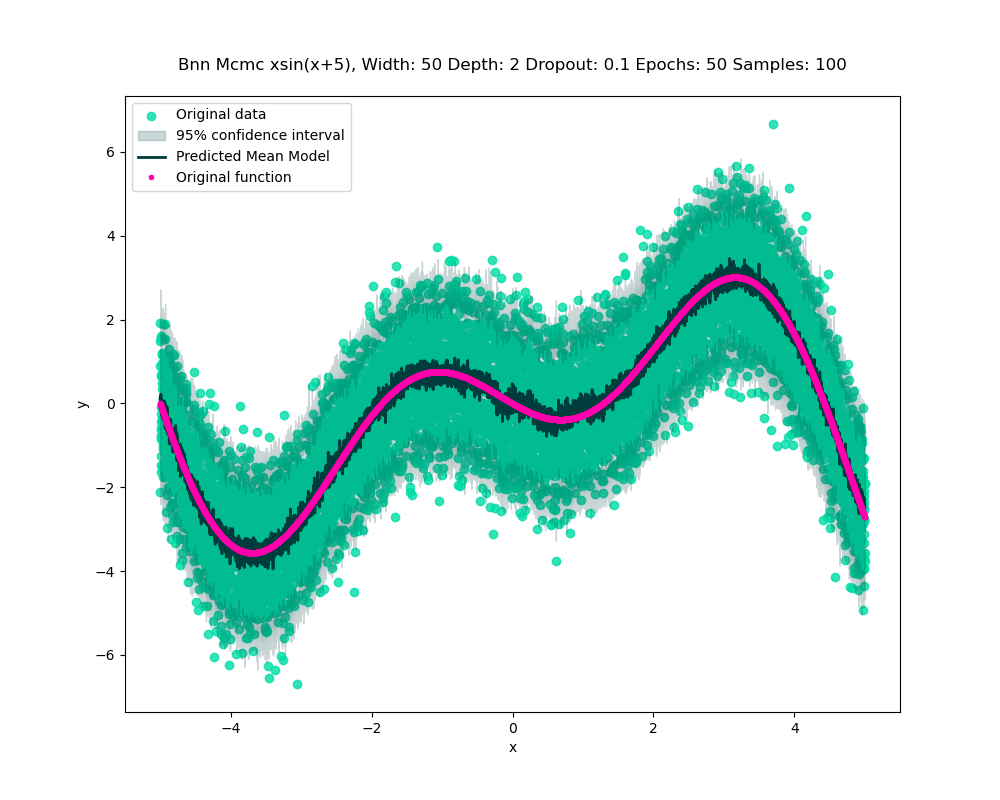 Bnn Mcmc xsin(x+5), Width: 50 Depth: 2 Dropout: 0.1 Epochs: 50 Samples: 100
Original data
95% confidence interval
Predicted Mean Model
Original function
6
4
2
0
−2
−4
−6
y
−4
−2
0
2
4
x